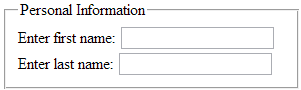 Personal Information
Enter first name:
Enter last name: